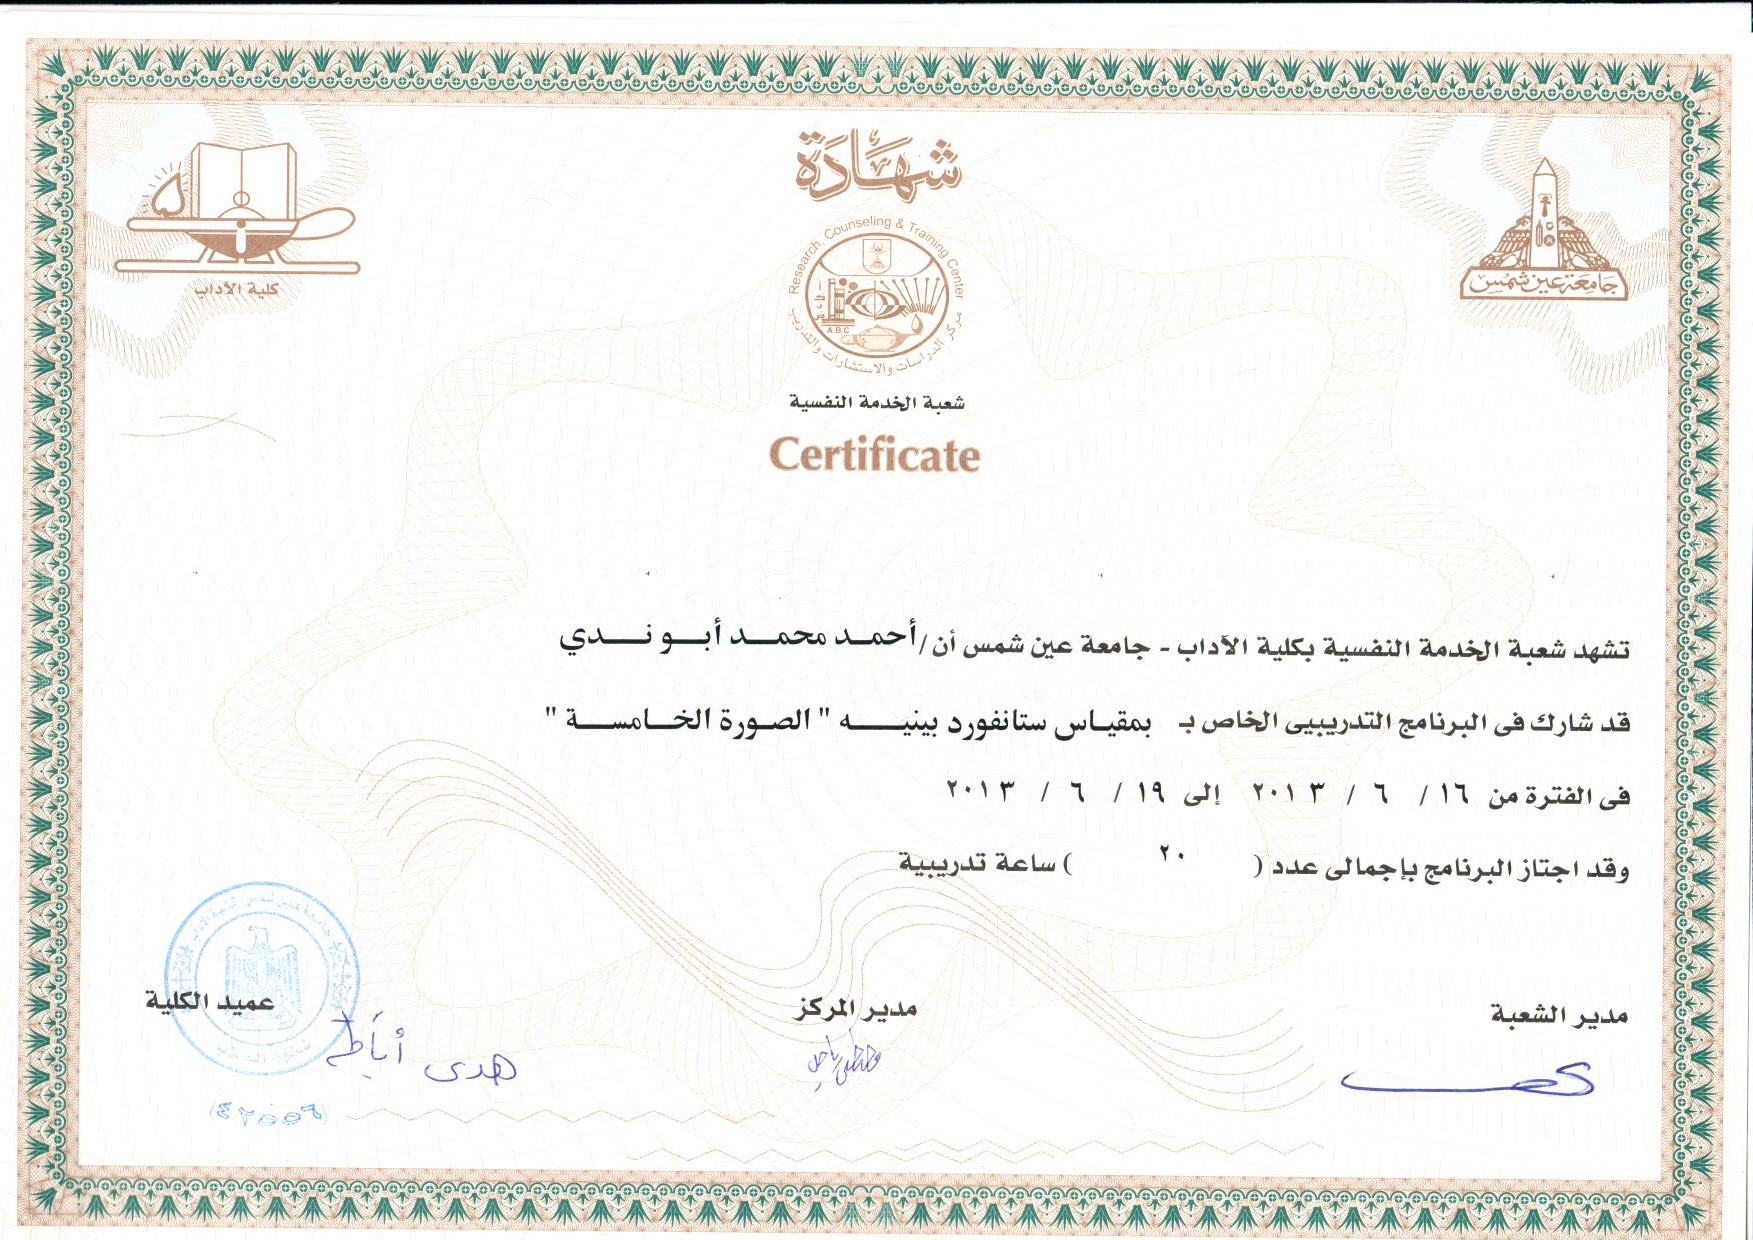 شهادة
جامعة عين شمس
كلية الآداب
Research, Counseling & Training Center
A.B.C
مركز الدراسات والاستشارات والتدريب
شعبة الخدمة النفسية
Certificate
تشهد شعبة الخدمة النفسية بكلية الآداب - جامعة عين شمس أن / أحمد محمد أبو ندي
قد شارك فى البرنامج التدريبيى الخاص بـ بمقياس ستانفورد بينيه " الصورة الخامسة "
فى الفترة من ١٦ / ٦ / ٢٠١٣ إلى ١٩ / ٦ / ٢٠١٣
وقد اجتاز البرنامج بإجمالى عدد ( ٢٠ ) ساعة تدريبية
مدير الشعبة
مدير المركز
عميد الكلية
هدى أباظة